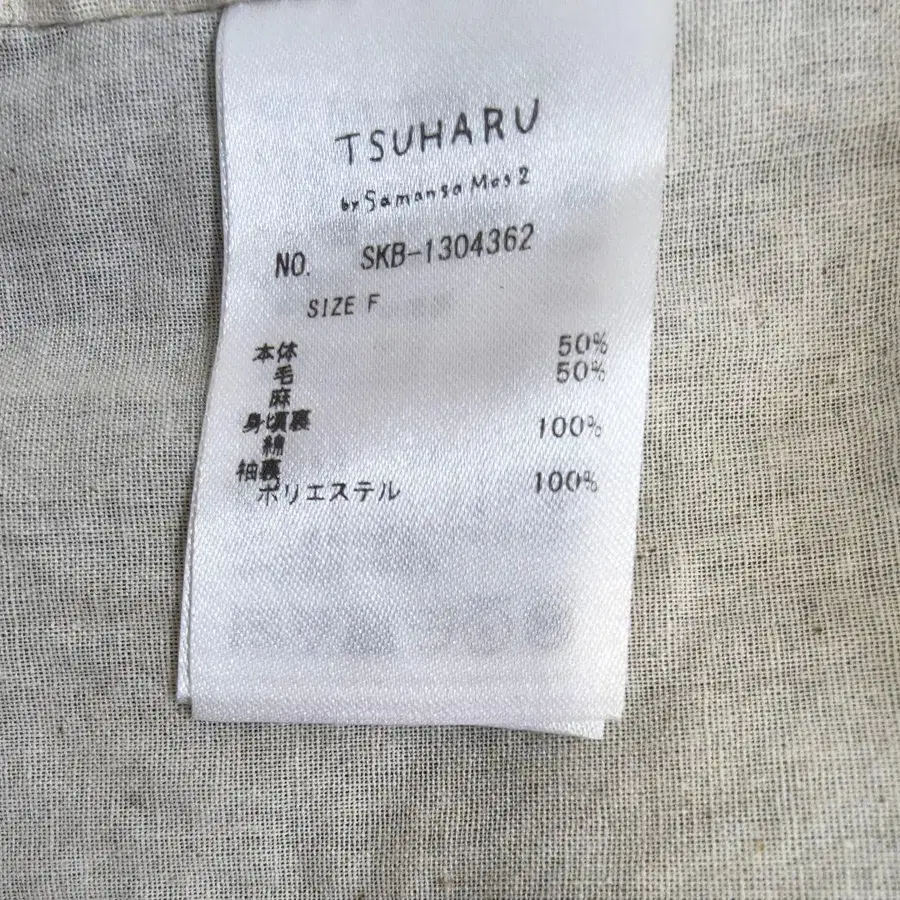 TSUHARU
by Samansa Mos2
NO. SKB-1304362
SIZE F
本体
毛 50%
麻 50%
身頃裏
綿 100%
袖裏
ポリエステル 100%